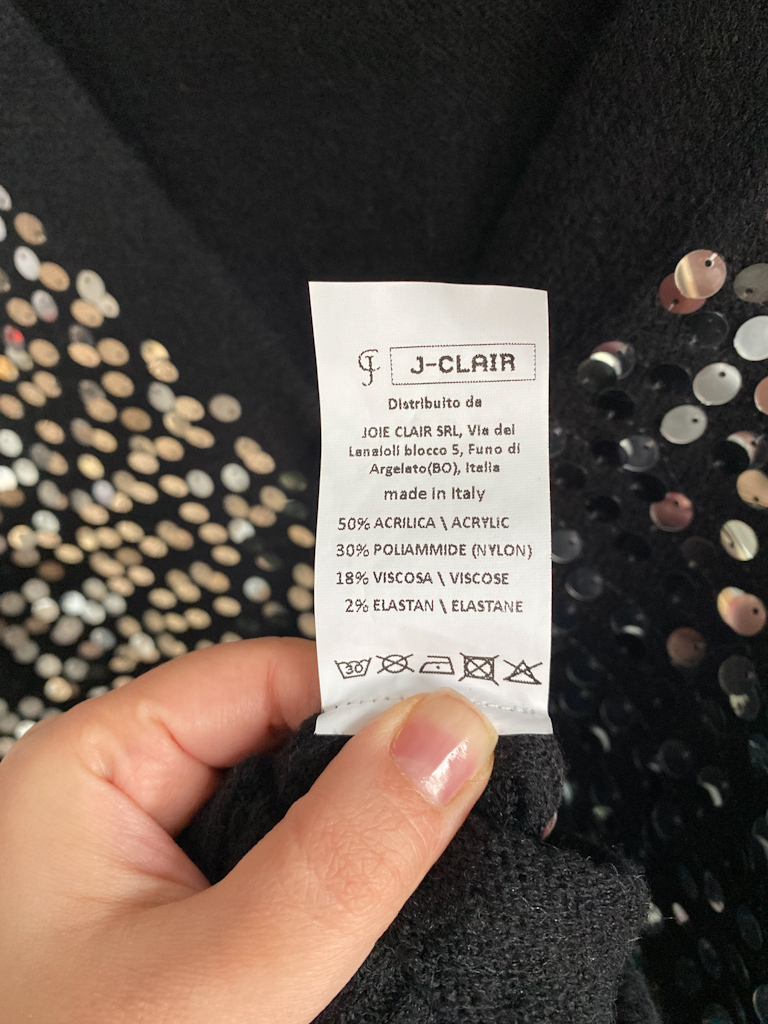 J-CLAIR
Distribuito da
JOIE CLAIR SRL, Via dei
Lanaioli blocco 5, Funo di
Argelato(BO), Italia
made in Italy
50% ACRILICA \ ACRYLIC
30% POLIAMMIDE (NYLON)
18% VISCOSA \ VISCOSE
2% ELASTAN \ ELASTANE
30